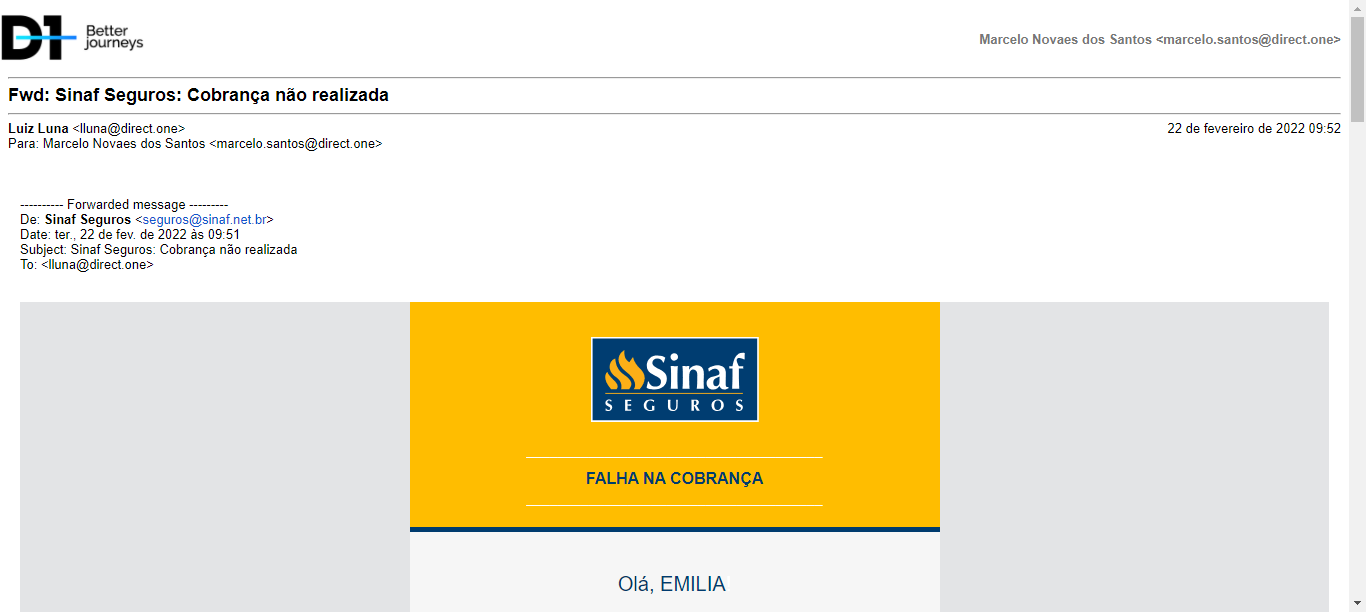 D1 Better
journeys
Marcelo Novaes dos Santos <marcelo.santos@direct.one>
Fwd: Sinaf Seguros: Cobrança não realizada
Luiz Luna <lluna@direct.one>
22 de fevereiro de 2022 09:52
Para: Marcelo Novaes dos Santos <marcelo.santos@direct.one>
---------- Forwarded message ---------
De: Sinaf Seguros <seguros@sinaf.net.br>
Date: ter., 22 de fev. de 2022 às 09:51
Subject: Sinaf Seguros: Cobrança não realizada
To: <lluna@direct.one>
Sinaf
SEGUROS
FALHA NA COBRANÇA
Olá, EMILIA